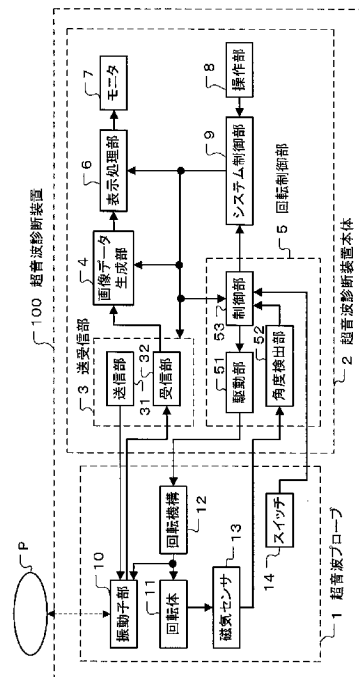 P
100 超音波診断装置
2 超音波診断装置本体
3 送受信部
31 送信部
32 受信部
4 画像データ
生成部
6 表示処理部
7 モニタ
8 操作部
9 システム制御部
5 回転制御部
51 駆動部
52 角度検出部
53 制御部
1 超音波プローブ
10 振動子部
11 回転体
12 回転機構
13 磁気センサ
14 スイッチ